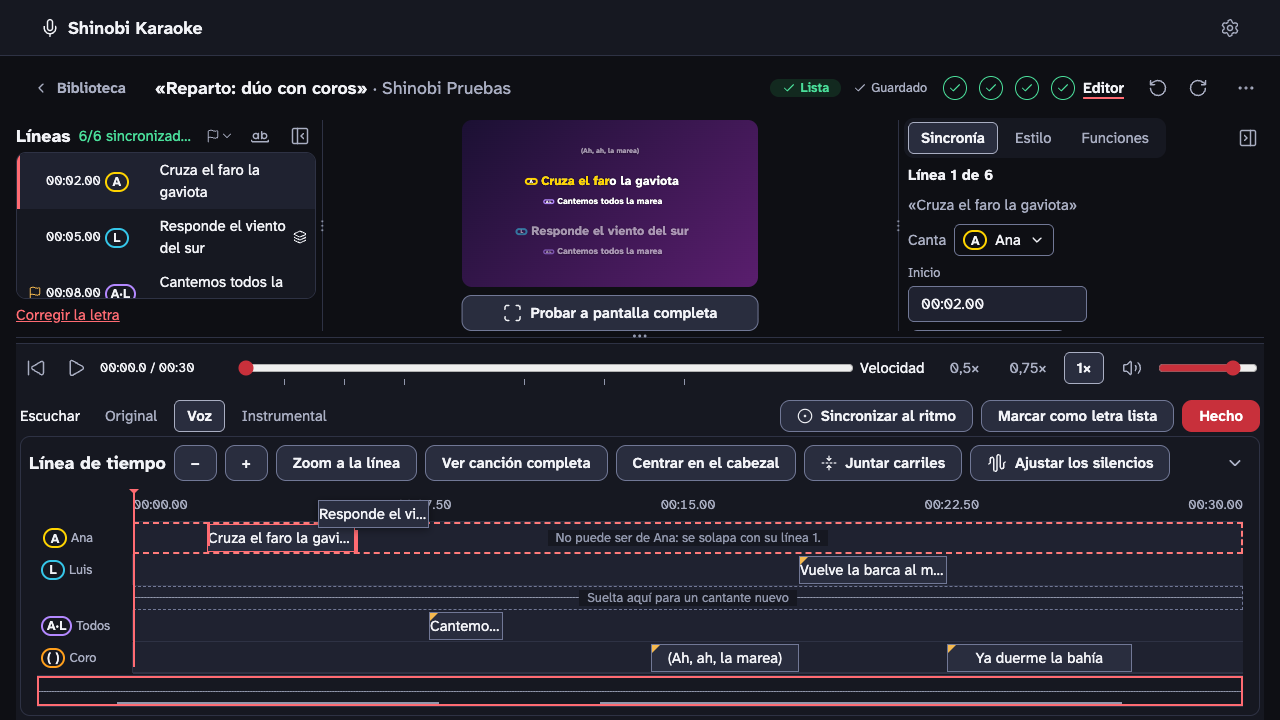 Shinobi Karaoke
Biblioteca
«Reparto: dúo con coros» · Shinobi Pruebas
Lista
Guardado
Editor
Líneas
6/6 sincronizad...
ab
00:02.00 A Cruza el faro la gaviota
00:05.00 L Responde el viento del sur
00:08.00 A·L Cantemos todos la
Corregir la letra
(Ah, ah, la marea)
Cruza el faro la gaviota
Cantemos todos la marea
Responde el viento del sur
Cantemos todos la marea
Probar a pantalla completa
Sincronía
Estilo
Funciones
Línea 1 de 6
«Cruza el faro la gaviota»
Canta A Ana
Inicio
00:02.00
00:00.0 / 00:30
Velocidad
0,5×
0,75×
1×
Escuchar
Original
Voz
Instrumental
Sincronizar al ritmo
Marcar como letra lista
Hecho
Línea de tiempo
−
+
Zoom a la línea
Ver canción completa
Centrar en el cabezal
Juntar carriles
Ajustar los silencios
00:00.00
7.50
00:15.00
00:22.50
00:30.00
Responde el vi...
A Ana
Cruza el faro la gavi...
No puede ser de Ana: se solapa con su línea 1.
L Luis
Vuelve la barca al m...
Suelta aquí para un cantante nuevo
A·L Todos
Cantemo...
( ) Coro
(Ah, ah, la marea)
Ya duerme la bahía